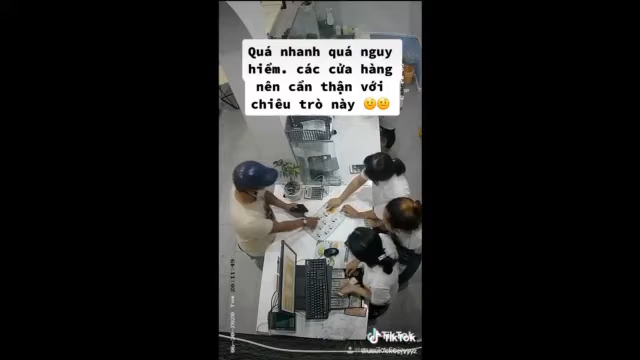 Quá nhanh quá nguy
hiểm. các cửa hàng
nên cẩn thận với
chiêu trò này 🫡🫡
TikTok